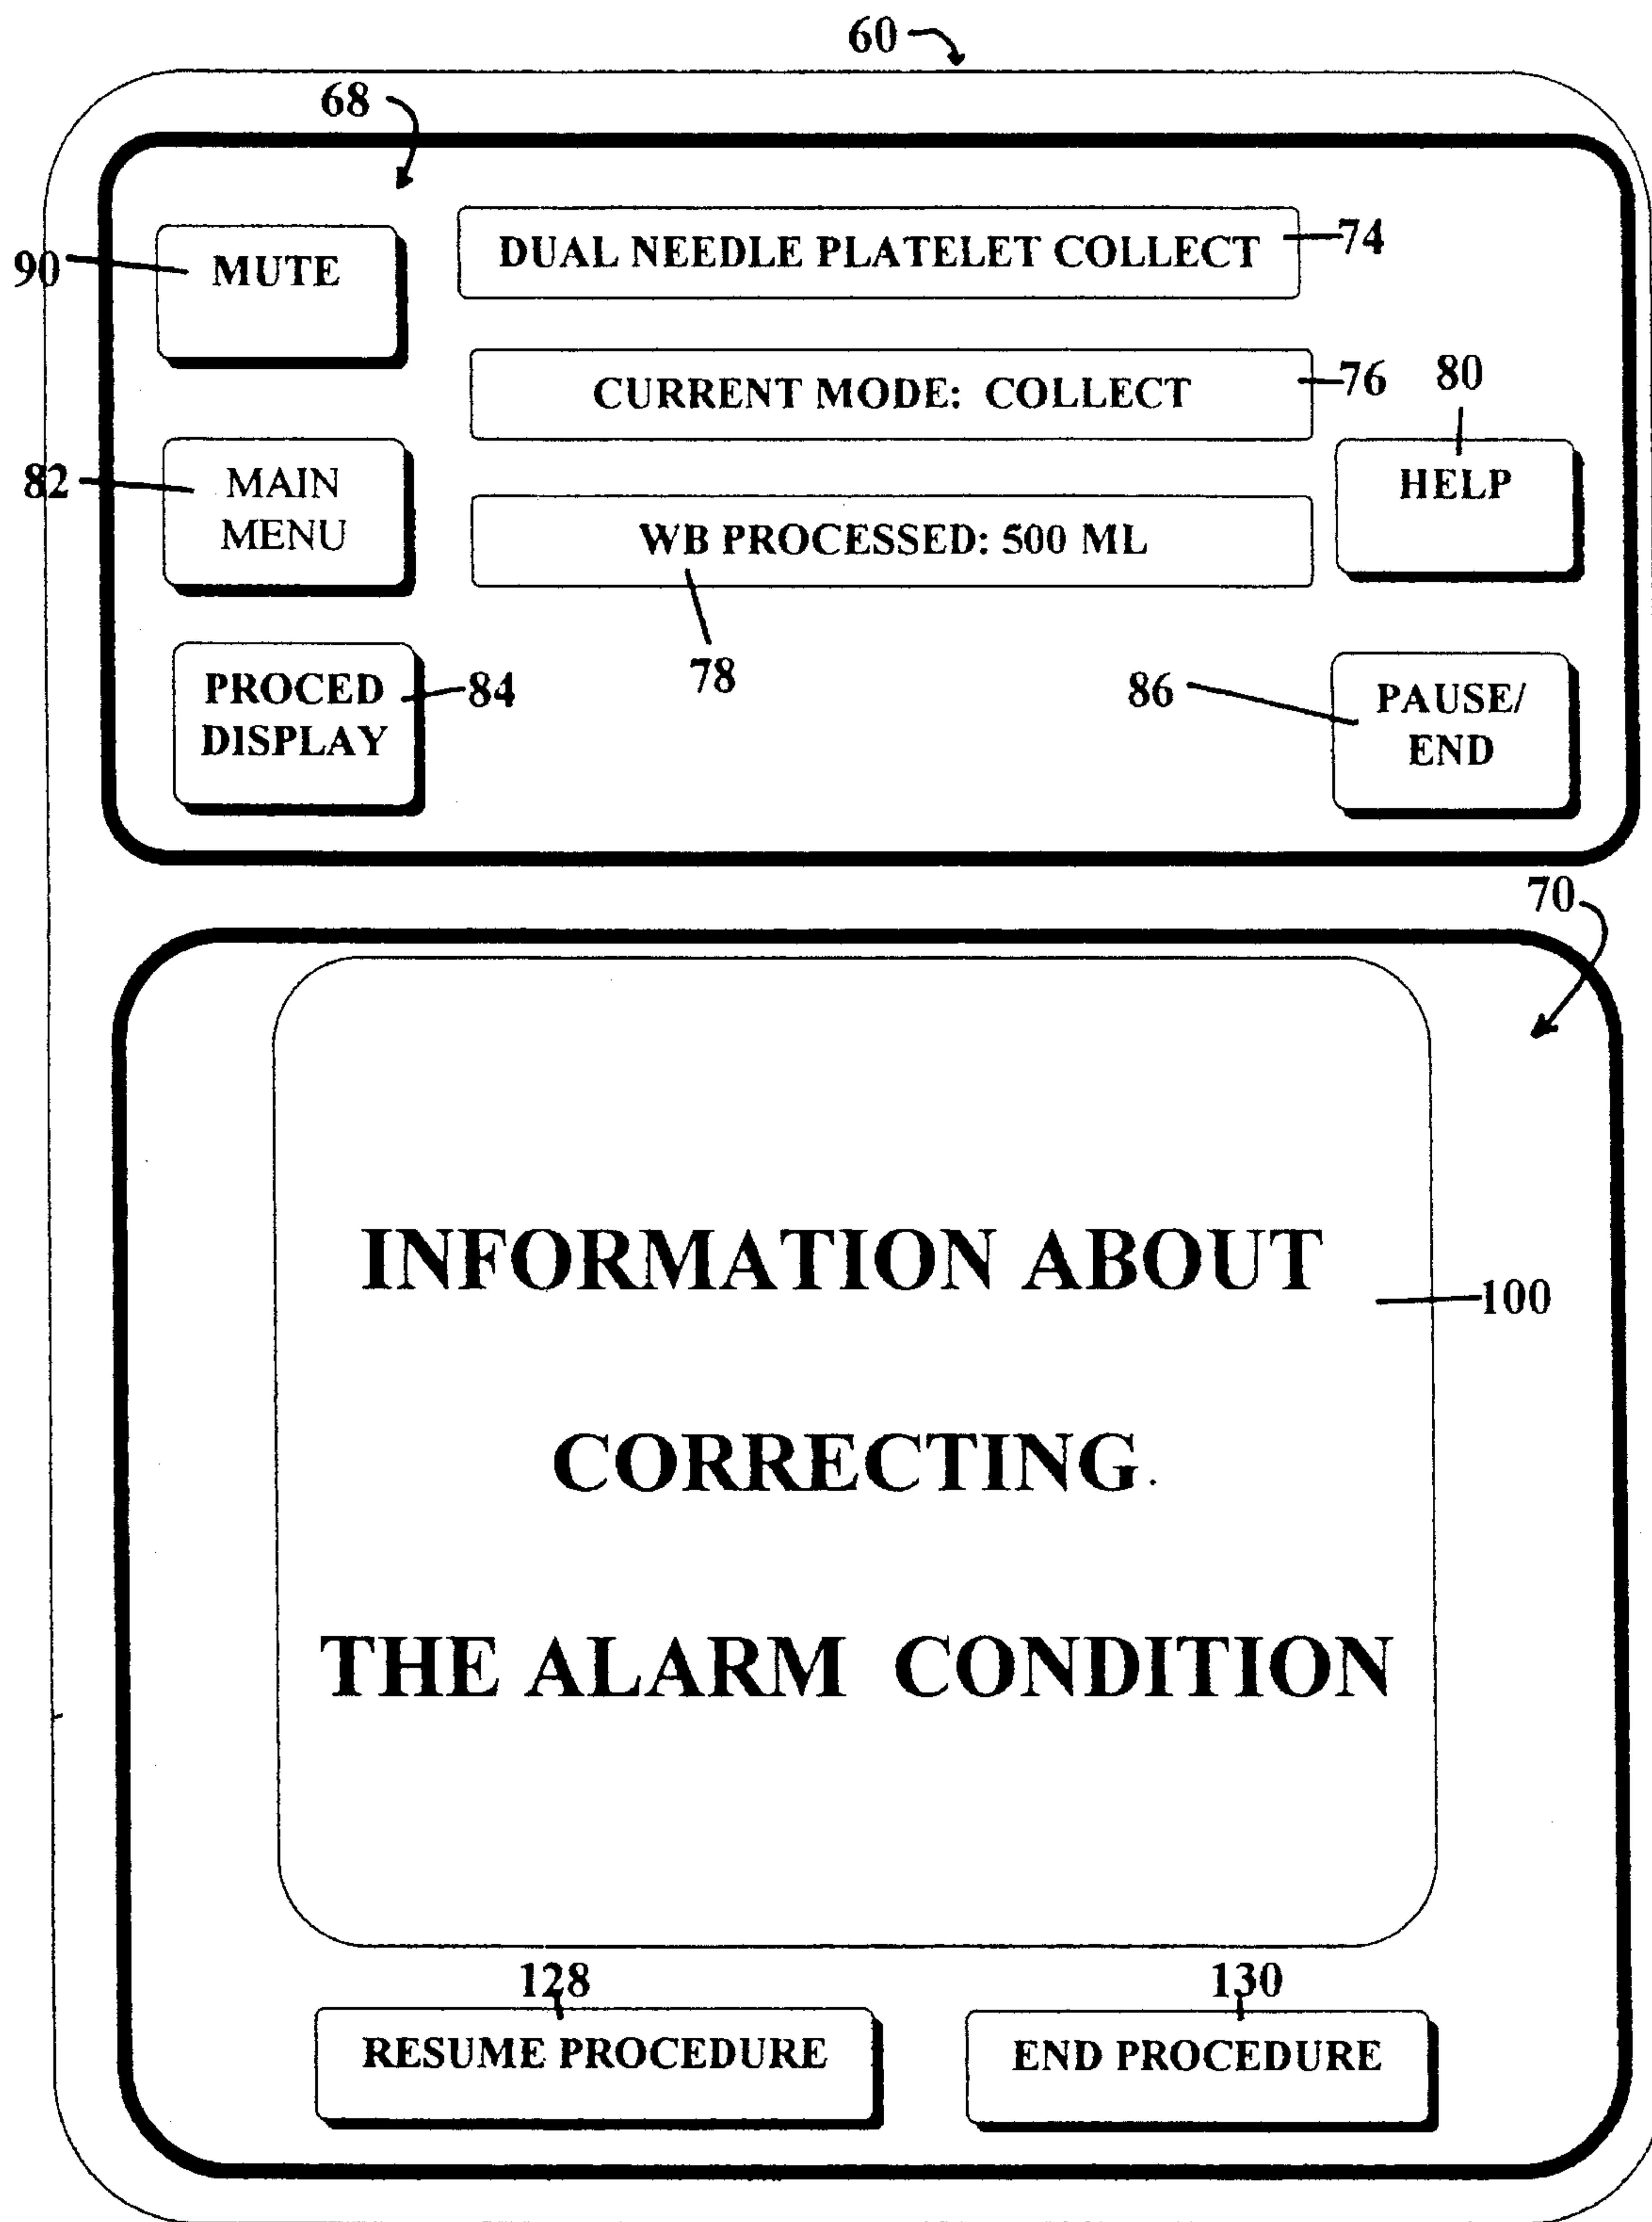 60
68
90 MUTE
DUAL NEEDLE PLATELET COLLECT 74
CURRENT MODE: COLLECT 76
80
82 MAIN
MENU
HELP
WB PROCESSED: 500 ML
78
PROCED
DISPLAY 84
86 PAUSE/
END
70
INFORMATION ABOUT
100
CORRECTING.
THE ALARM CONDITION
128
130
RESUME PROCEDURE
END PROCEDURE